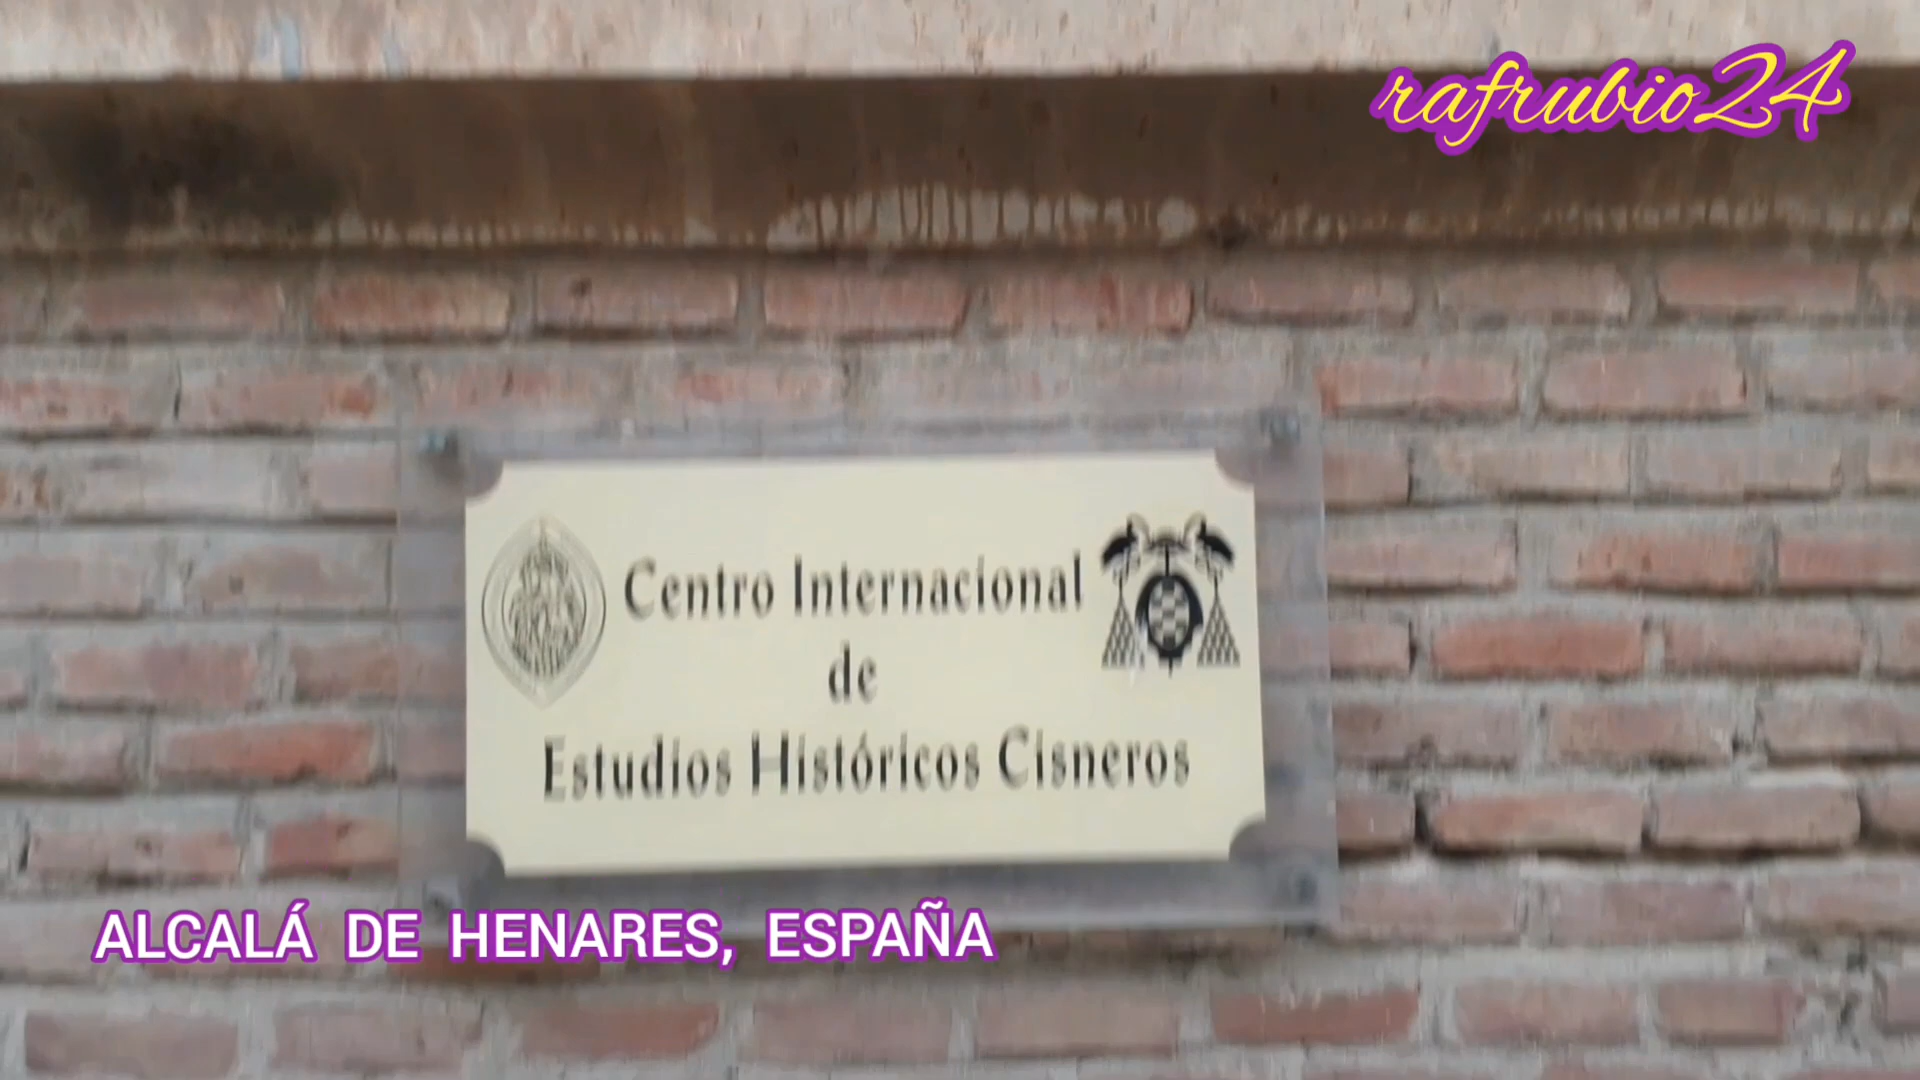 rafrubio24
Centro Internacional
de
Estudios Históricos Cisneros
ALCALÁ DE HENARES, ESPAÑA